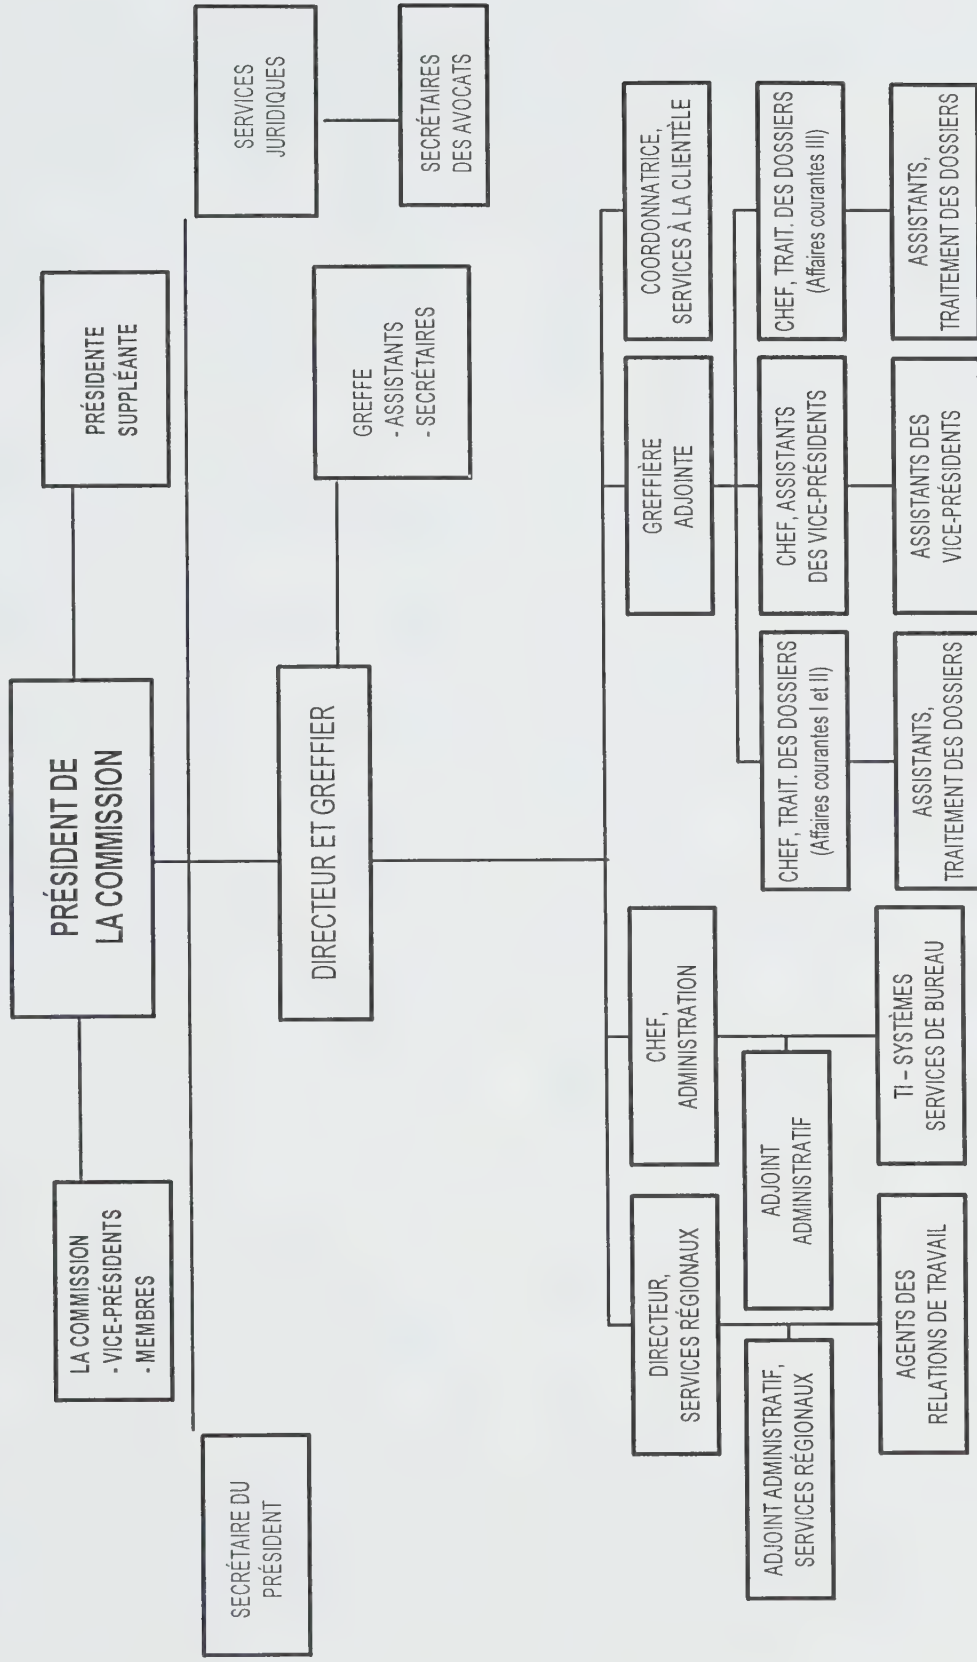 PRÉSIDENT DE
LA COMMISSION
LA COMMISSION
- VICE-PRÉSIDENTS
- MEMBRES
PRÉSIDENTE
SUPPLÉANTE
SECRÉTAIRE DU
PRÉSIDENT
SERVICES
JURIDIQUES
SECRÉTAIRES
DES AVOCATS
DIRECTEUR ET GREFFIER
GREFFE
- ASSISTANTS
- SECRÉTAIRES
DIRECTEUR,
SERVICES RÉGIONAUX
CHEF,
ADMINISTRATION
GREFFIÈRE
ADJOINTE
COORDONNATRICE,
SERVICES À LA CLIENTÈLE
ADJOINT ADMINISTRATIF,
SERVICES RÉGIONAUX
ADJOINT
ADMINISTRATIF
CHEF, TRAIT. DES DOSSIERS
(Affaires courantes I et II)
CHEF, ASSISTANTS
DES VICE-PRÉSIDENTS
CHEF, TRAIT. DES DOSSIERS
(Affaires courantes III)
AGENTS DES
RELATIONS DE TRAVAIL
TI – SYSTÈMES
SERVICES DE BUREAU
ASSISTANTS,
TRAITEMENT DES DOSSIERS
ASSISTANTS DES
VICE-PRÉSIDENTS
ASSISTANTS,
TRAITEMENT DES DOSSIERS